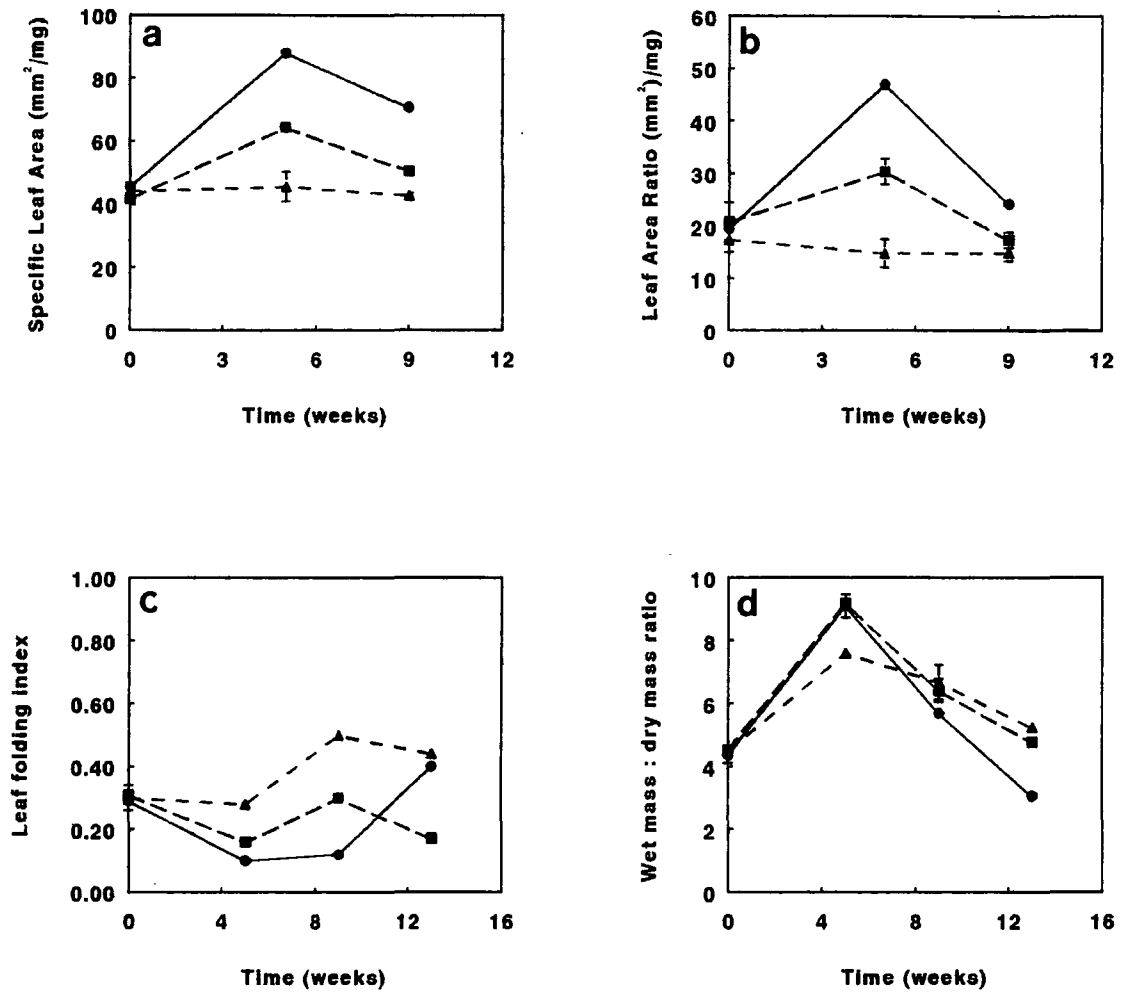 a
Specific Leaf Area (mm²/mg)
100
80
60
40
20
0
0 3 6 9 12
Time (weeks)
b
Leaf Area Ratio (mm²)/mg)
60
50
40
30
20
10
0
0 3 6 9 12
Time (weeks)
c
Leaf folding index
1.00
0.80
0.60
0.40
0.20
0.00
0 4 8 12 16
Time (weeks)
d
Wet mass : dry mass ratio
10
8
6
4
2
0
0 4 8 12 16
Time (weeks)